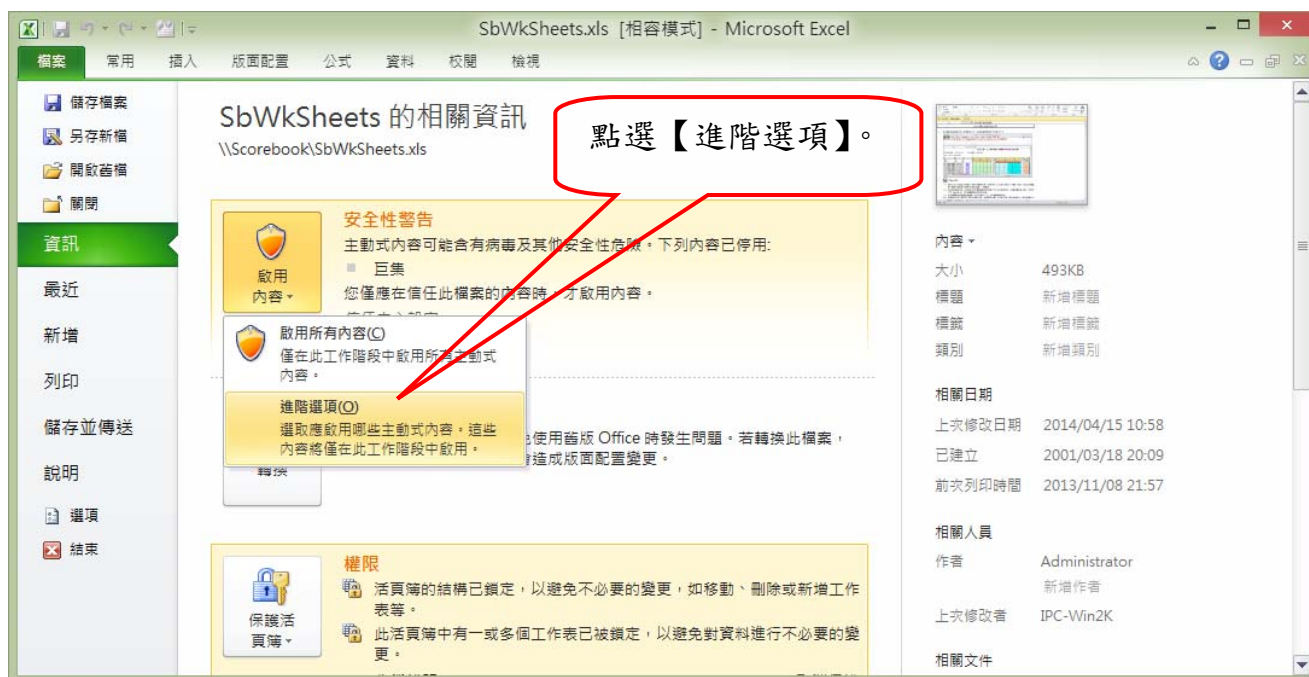 SbWkSheets.xls [相容模式] - Microsoft Excel
檔案 常用 插入 版面配置 公式 資料 校閱 檢視
儲存檔案
另存新檔
開啟舊檔
關閉
資訊
最近
新增
列印
儲存並傳送
說明
選項
結束
SbWkSheets 的相關資訊
\\Scorebook\SbWkSheets.xls
點選【進階選項】。
啟用
內容
安全性警告
主動式內容可能含有病毒及其他安全性危險。下列內容已停用:
巨集
您僅應在信任此檔案的內容時，才啟用內容。
啟用所有內容(C)
僅在此工作階段中啟用所有主動式
內容。
進階選項(O)
選取應啟用哪些主動式內容，這些
內容將僅在此工作階段中啟用。
使用舊版 Office 時發生問題。若轉換此檔案，
造成版面配置變更。
轉換
保護活
頁簿
權限
活頁簿的結構已鎖定，以避免不必要的變更，如移動、刪除或新增工作
表等。
此活頁簿中有一或多個工作表已被鎖定，以避免對資料進行不必要的變
更。
內容
大小 493KB
標題 新增標題
標籤 新增標籤
類別 新增類別
相關日期
上次修改日期 2014/04/15 10:58
已建立 2001/03/18 20:09
前次列印時間 2013/11/08 21:57
相關人員
作者 Administrator
新增作者
上次修改者 IPC-Win2K
相關文件